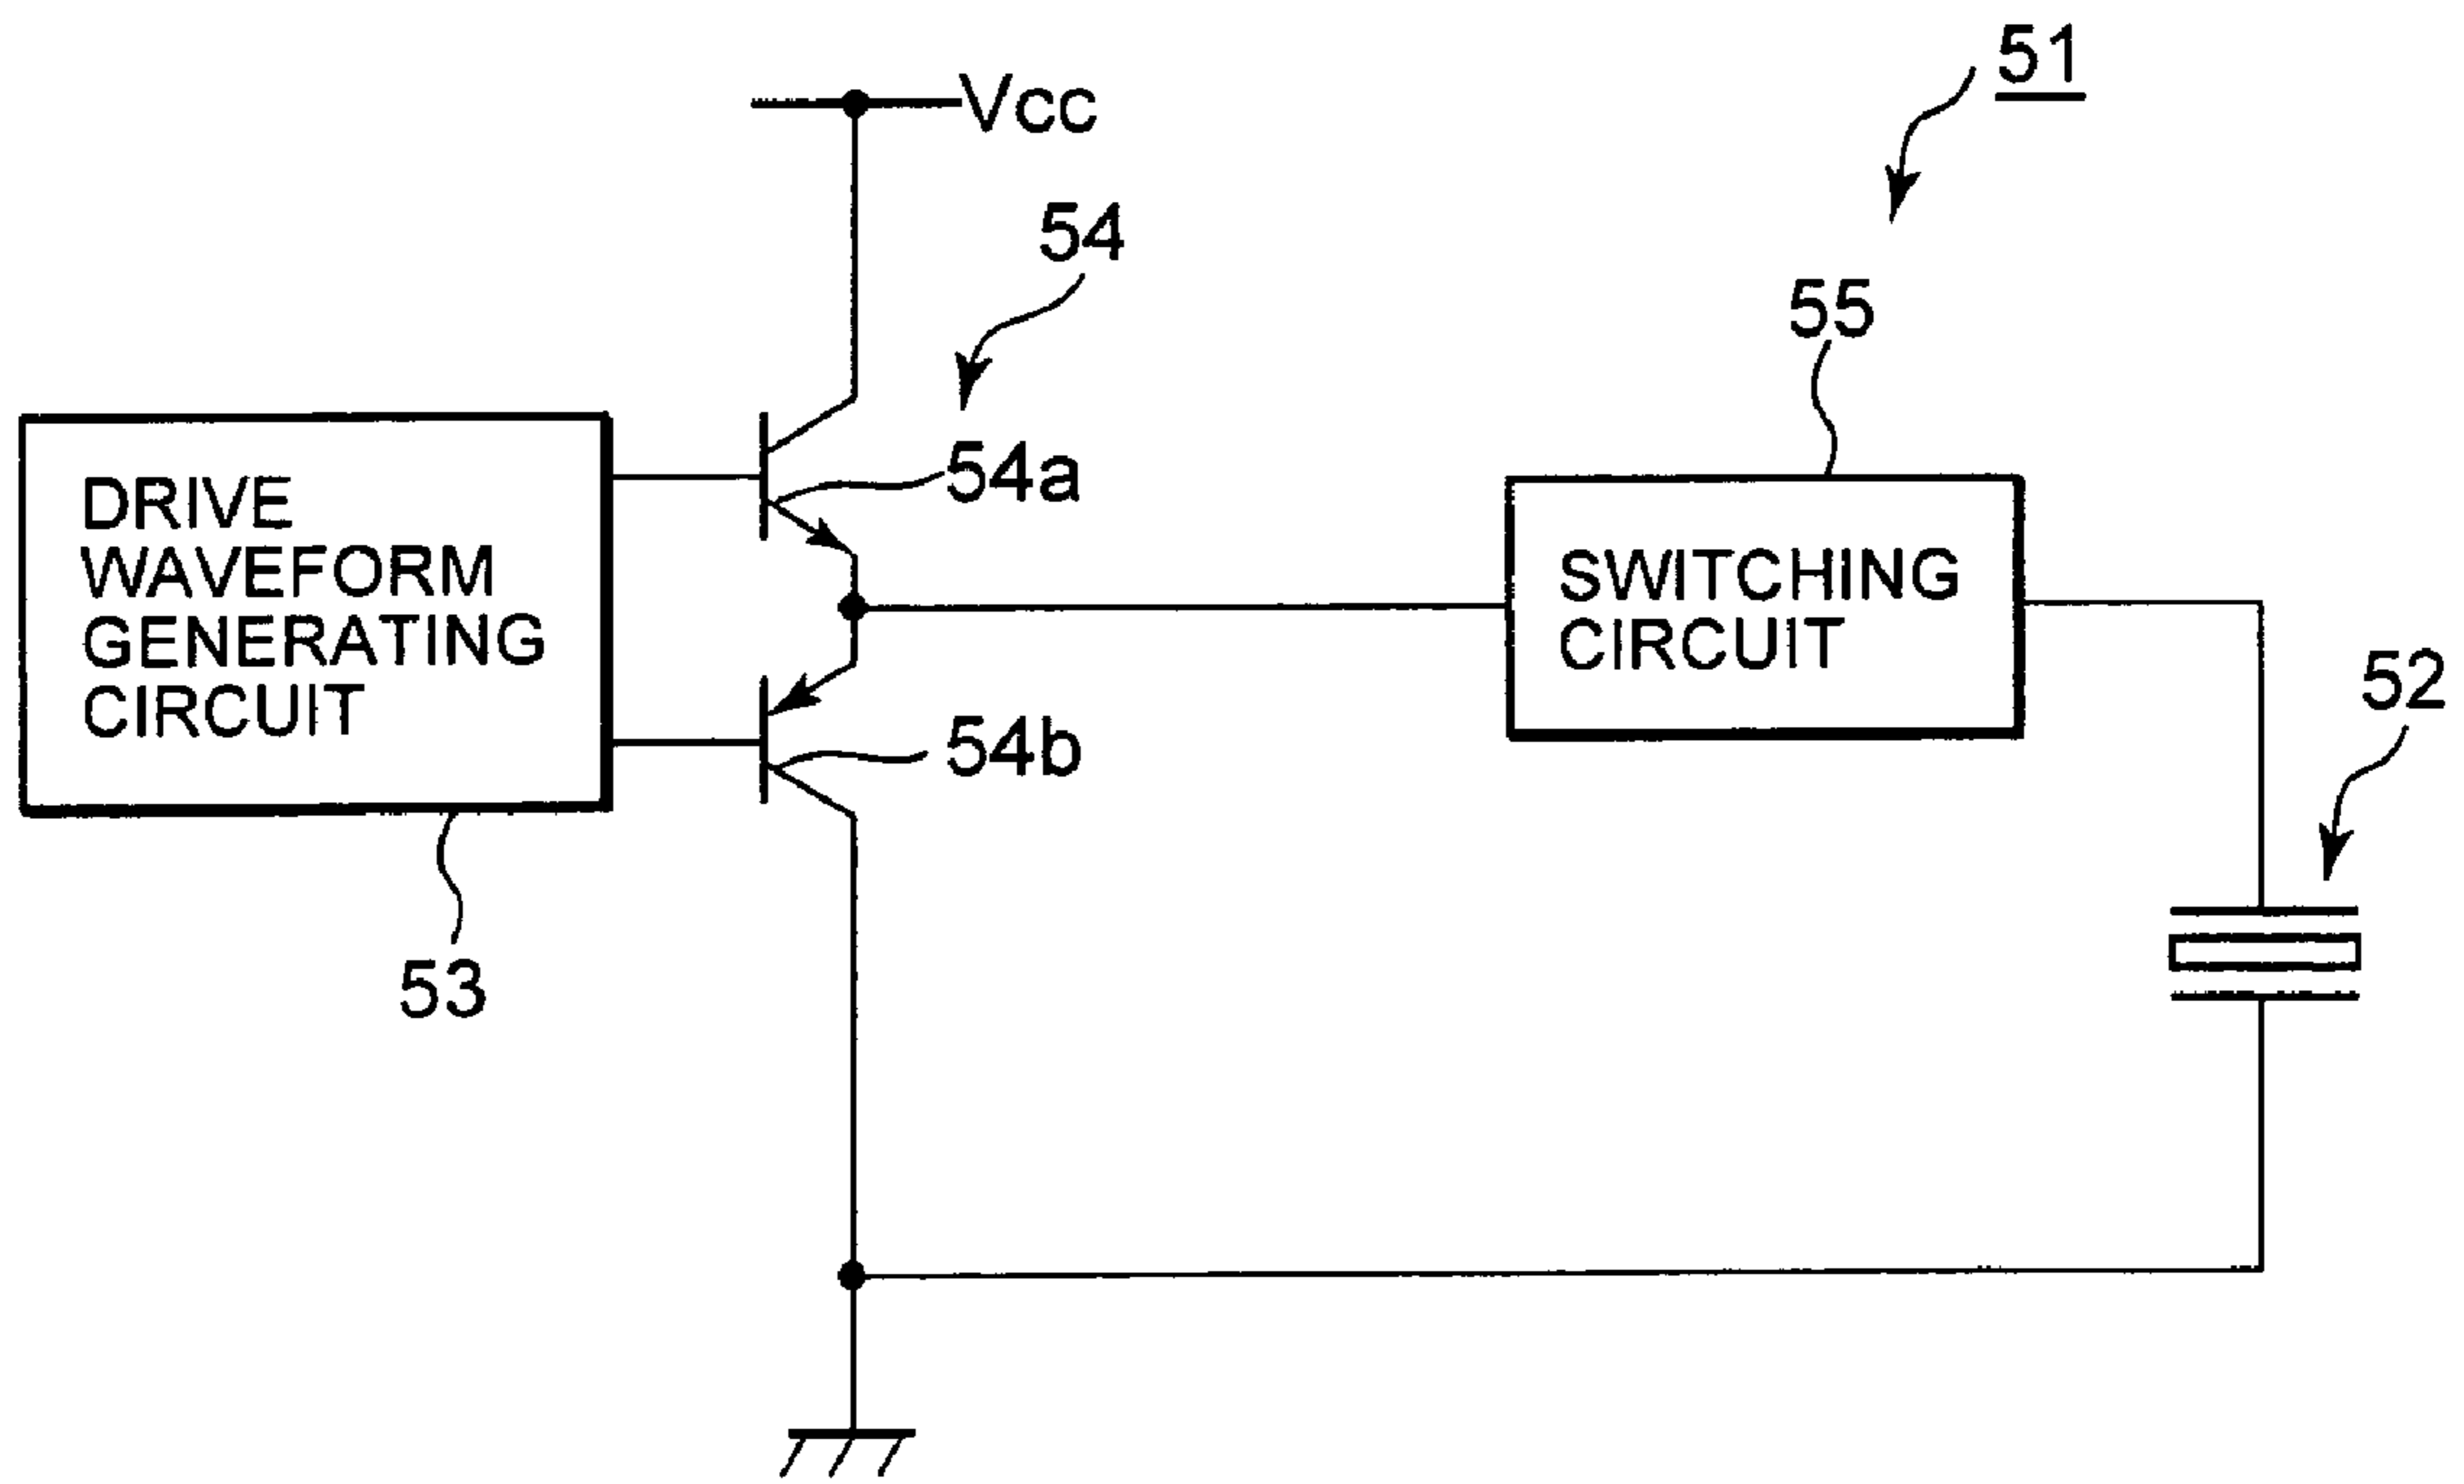 51
Vcc
54
55
54a
DRIVE
WAVEFORM
GENERATING
CIRCUIT
SWITCHING
CIRCUIT
52
54b
53